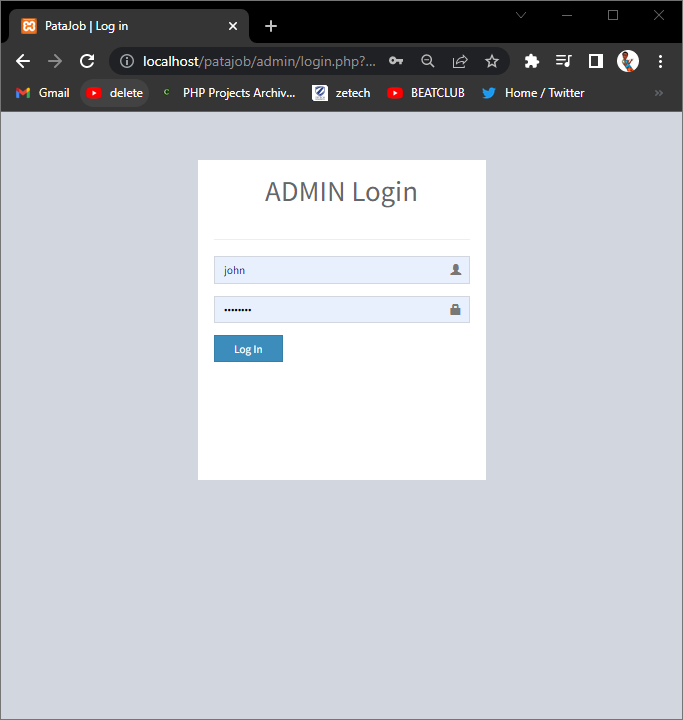 PataJob | Log in
localhost/patajob/admin/login.php?...
Gmail
delete
C PHP Projects Archiv...
zetech
BEATCLUB
Home / Twitter
ADMIN Login
john
••••••••
Log In